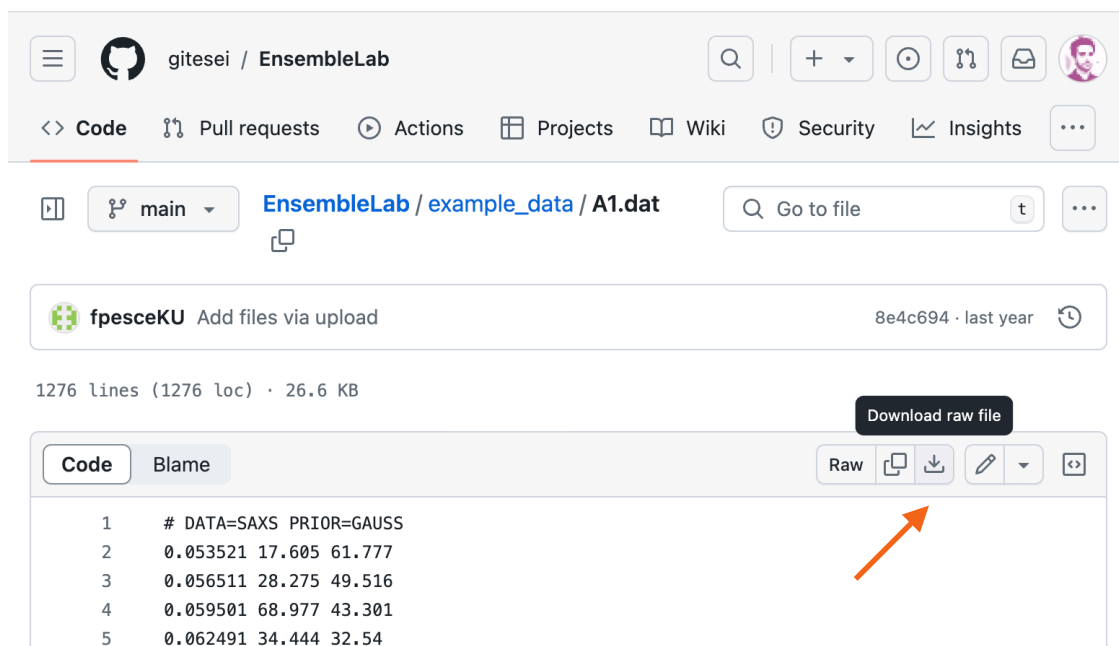 gitesei / EnsembleLab
Code Pull requests Actions Projects Wiki Security Insights
main EnsembleLab / example_data / A1.dat Go to file t
fpesceKU Add files via upload 8e4c694 · last year
1276 lines (1276 loc) · 26.6 KB
Download raw file
Code Blame Raw
1 # DATA=SAXS PRIOR=GAUSS
2 0.053521 17.605 61.777
3 0.056511 28.275 49.516
4 0.059501 68.977 43.301
5 0.062491 34.444 32.54